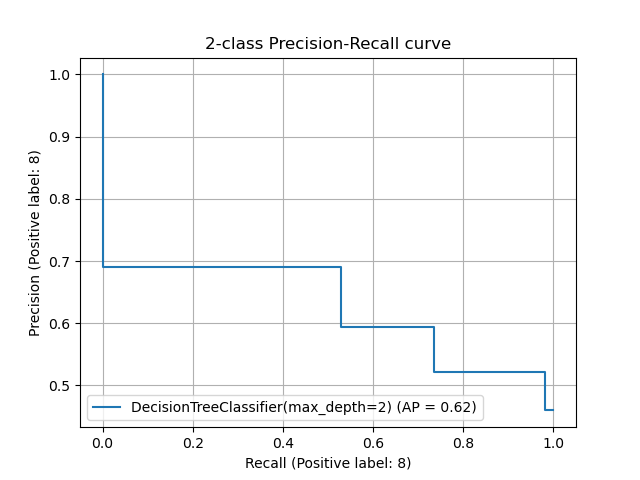 2-class Precision-Recall curve
1.0
0.9
0.8
0.7
0.6
0.5
Precision (Positive label: 8)
DecisionTreeClassifier(max_depth=2) (AP = 0.62)
0.0 0.2 0.4 0.6 0.8 1.0
Recall (Positive label: 8)